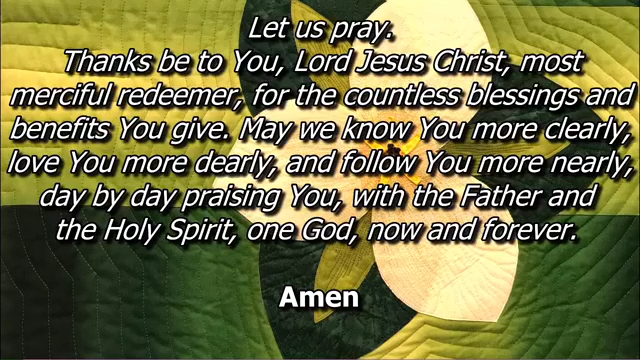 Let us pray.
Thanks be to You, Lord Jesus Christ, most
merciful redeemer, for the countless blessings and
benefits You give. May we know You more clearly,
love You more dearly, and follow You more nearly,
day by day praising You, with the Father and
the Holy Spirit, one God, now and forever.
Amen